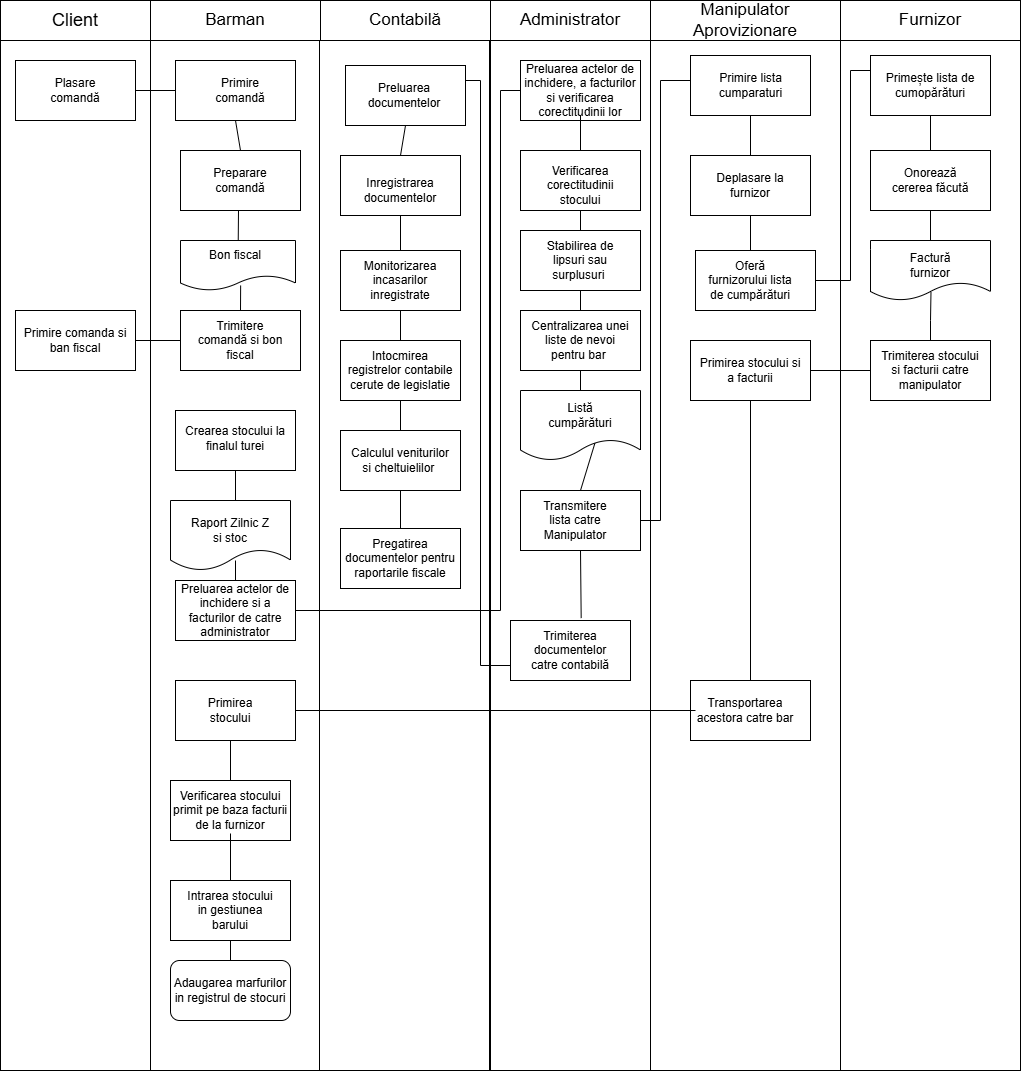 Client
Barman
Contabilă
Administrator
Manipulator
Aprovizionare
Furnizor
Plasare
comandă
Primire comanda si
ban fiscal
Primire
comandă
Preparare
comandă
Bon fiscal
Trimitere
comandă si bon
fiscal
Crearea stocului la
finalul turei
Raport Zilnic Z
si stoc
Preluarea actelor de
inchidere si a
facturilor de catre
administrator
Primirea
stocului
Verificarea stocului
primit pe baza facturii
de la furnizor
Intrarea stocului
in gestiunea
barului
Adaugarea marfurilor
in registrul de stocuri
Preluarea
documetelor
Inregistrarea
documentelor
Monitorizarea
incasarilor
inregistrate
Intocmirea
registrelor contabile
cerute de legislatie
Calculul veniturilor
si cheltuielilor
Pregatirea
documentelor pentru
raportarile fiscale
Preluarea actelor de
inchidere, a facturilor
si verificarea
corectitudinii lor
Verificarea
corectitudinii
stocului
Stabilirea de
lipsuri sau
surplusuri
Centralizarea unei
liste de nevoi
pentru bar
Listă
cumpărături
Transmitere
lista catre
Manipulator
Trimiterea
documentelor
catre contabilă
Primire lista
cumparaturi
Deplasare la
furnizor
Oferă
furnizorului lista
de cumpărături
Primirea stocului si
a facturii
Transportarea
acestora catre bar
Primește lista de
cumopărături
Onorează
cererea făcută
Factură
furnizor
Trimiterea stocului
si facturii catre
manipulator